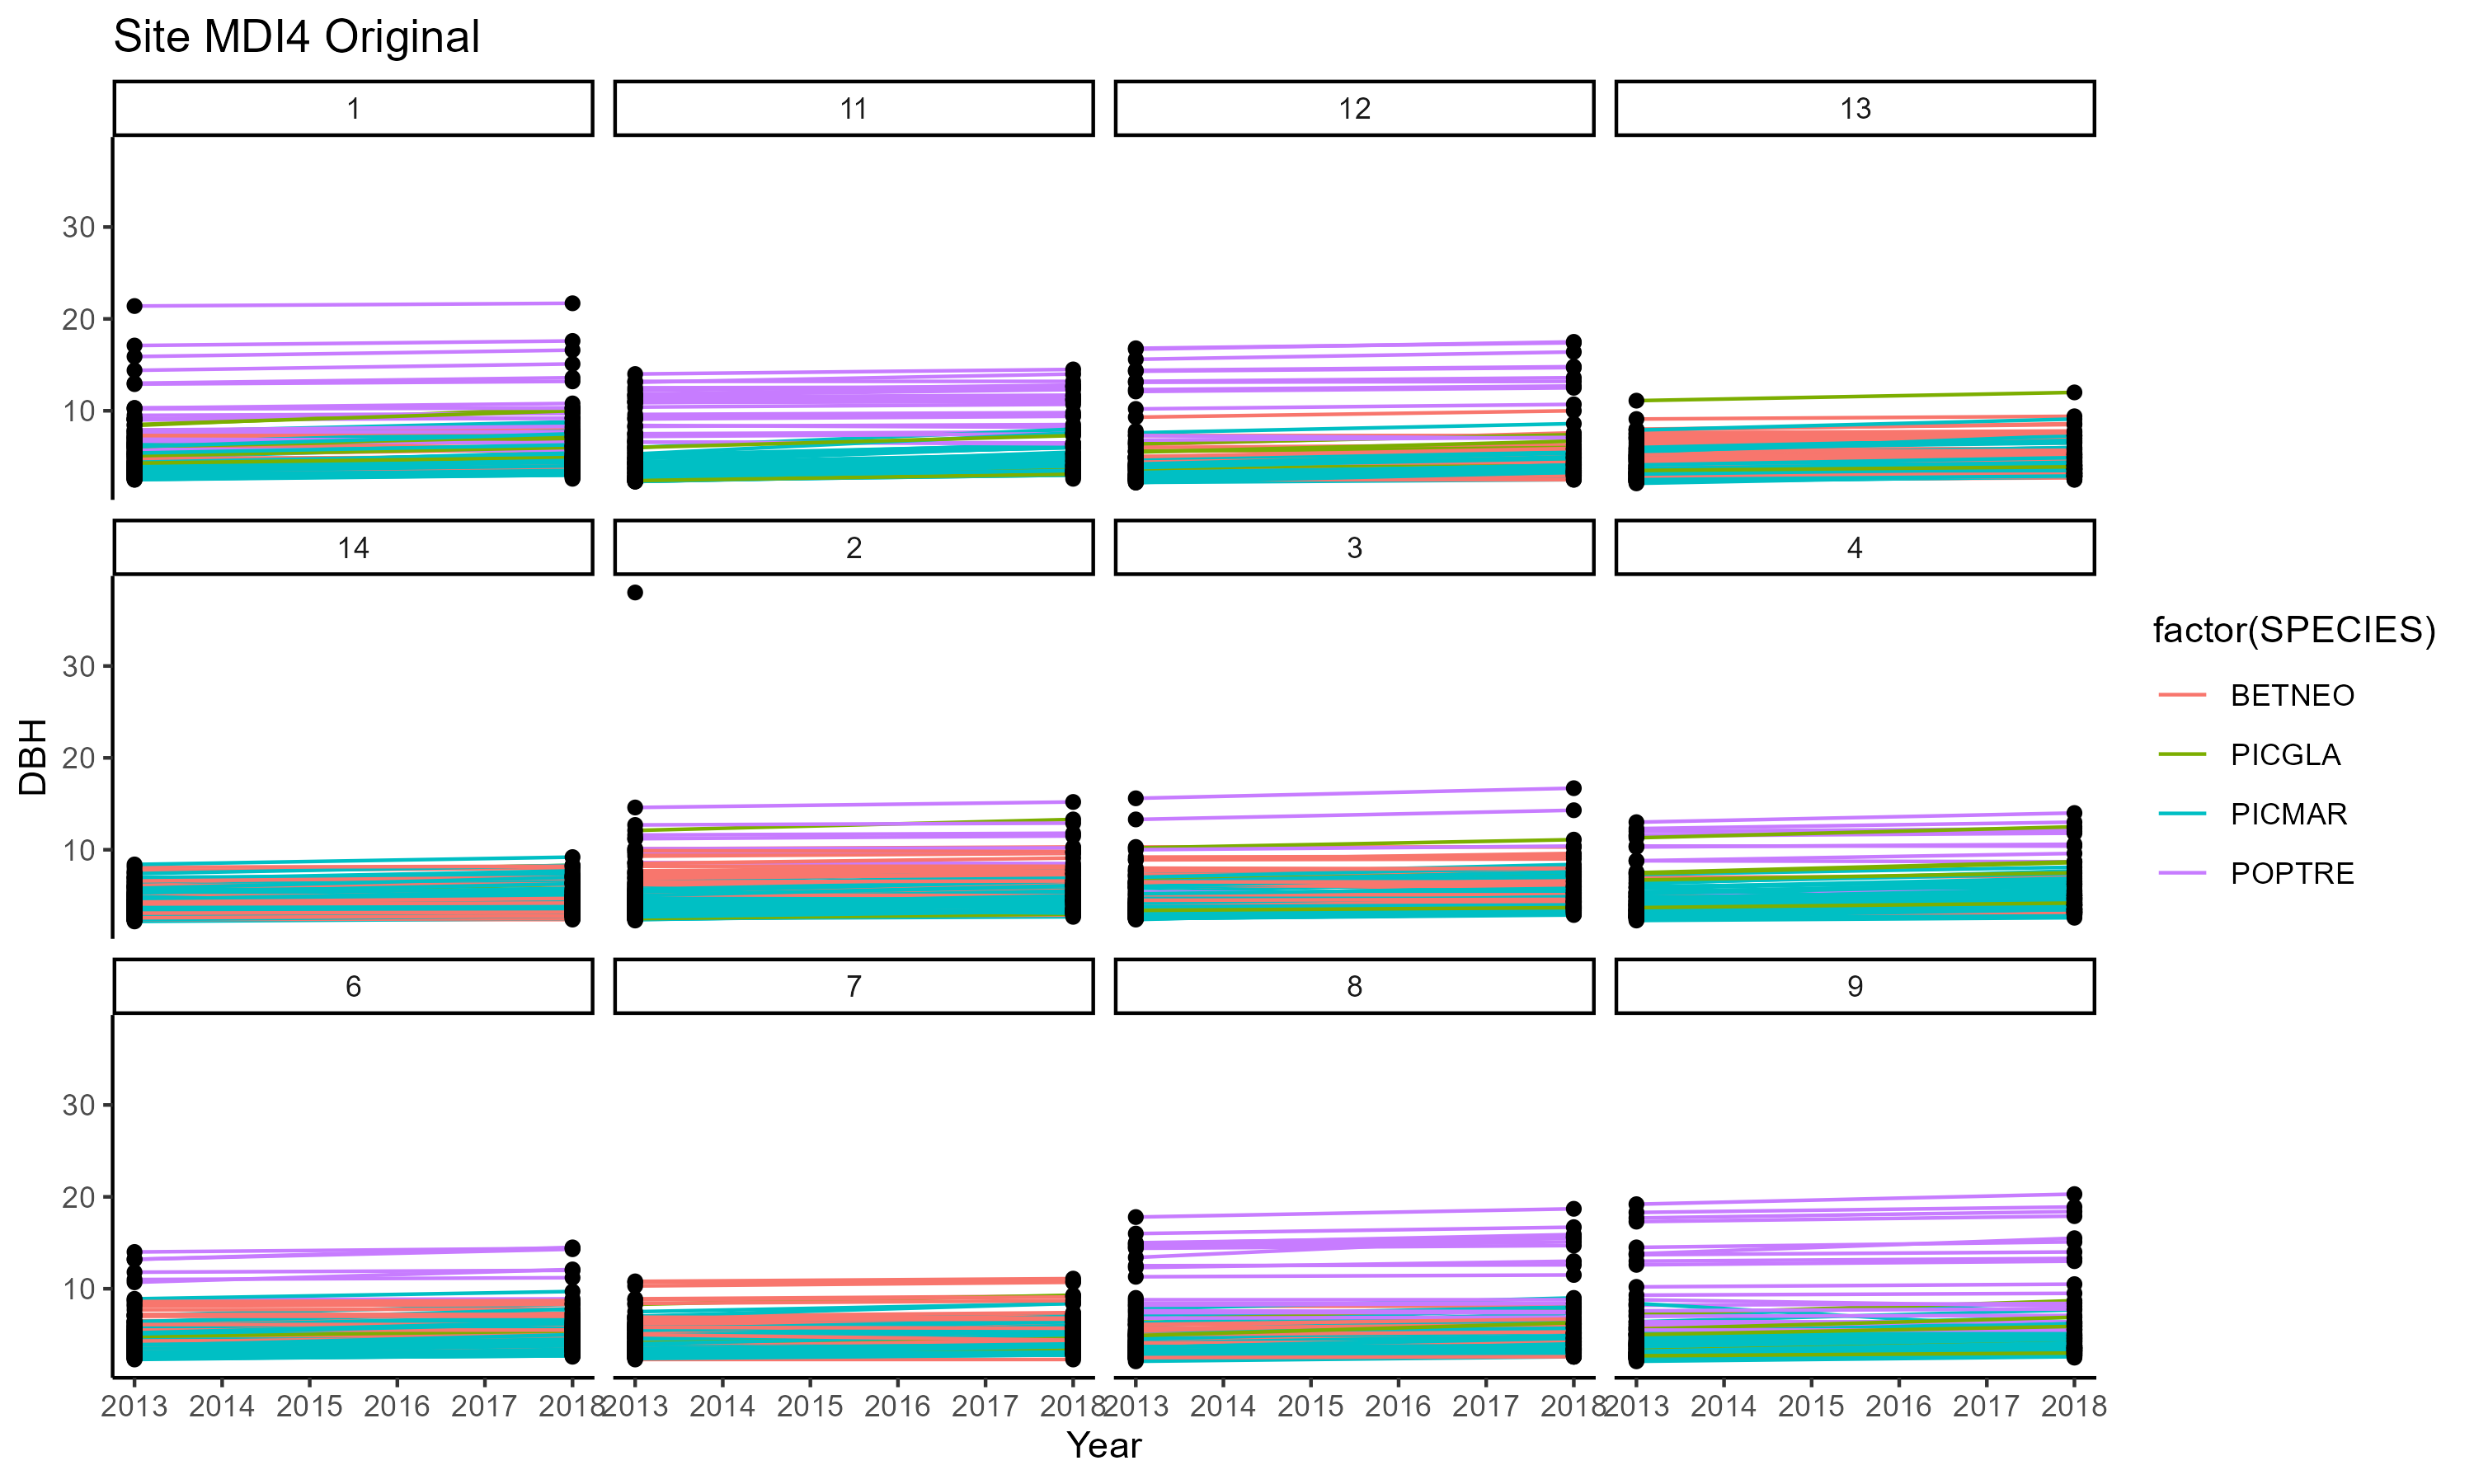 Site MDI4 Original
1 11 12 13
30
20
10
14 2 3 4
30
20
10
DBH
factor(SPECIES)
BETNEO
PICGLA
PICMAR
POPTRE
6 7 8 9
30
20
10
2013 2014 2015 2016 2017 2018 2013 2014 2015 2016 2017 2018 2013 2014 2015 2016 2017 2018 2013 2014 2015 2016 2017 2018
Year